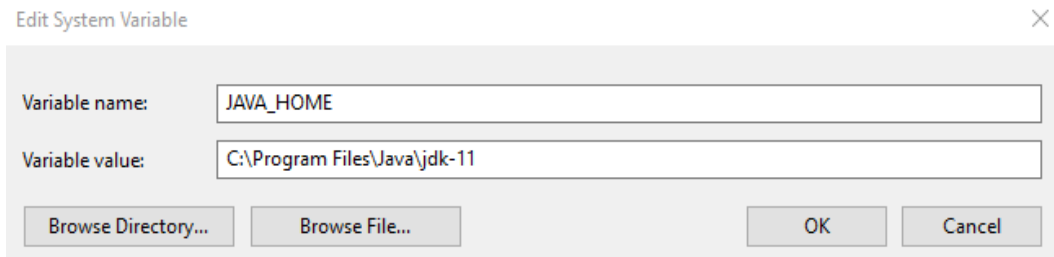 Edit System Variable
Variable name: JAVA_HOME
Variable value: C:\Program Files\Java\jdk-11
Browse Directory... Browse File... OK Cancel